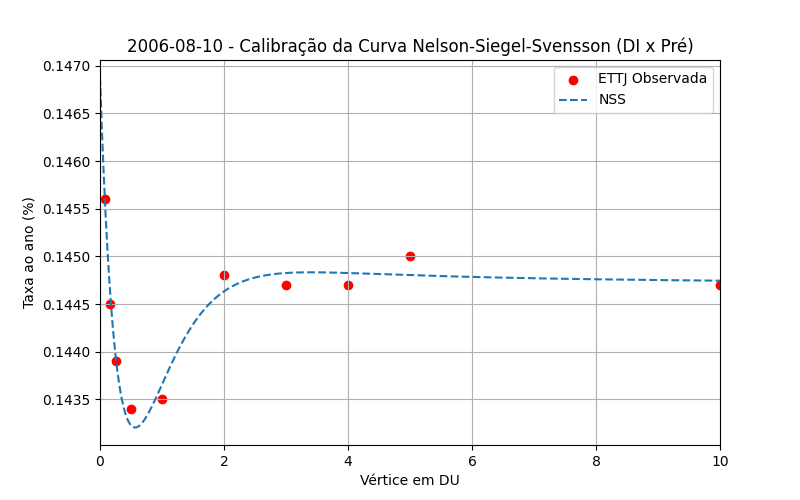 2006-08-10 - Calibração da Curva Nelson-Siegel-Svensson (DI x Pré)
ETTJ Observada
NSS
Taxa ao ano (%)
0.1470
0.1465
0.1460
0.1455
0.1450
0.1445
0.1440
0.1435
0 2 4 6 8 10
Vértice em DU